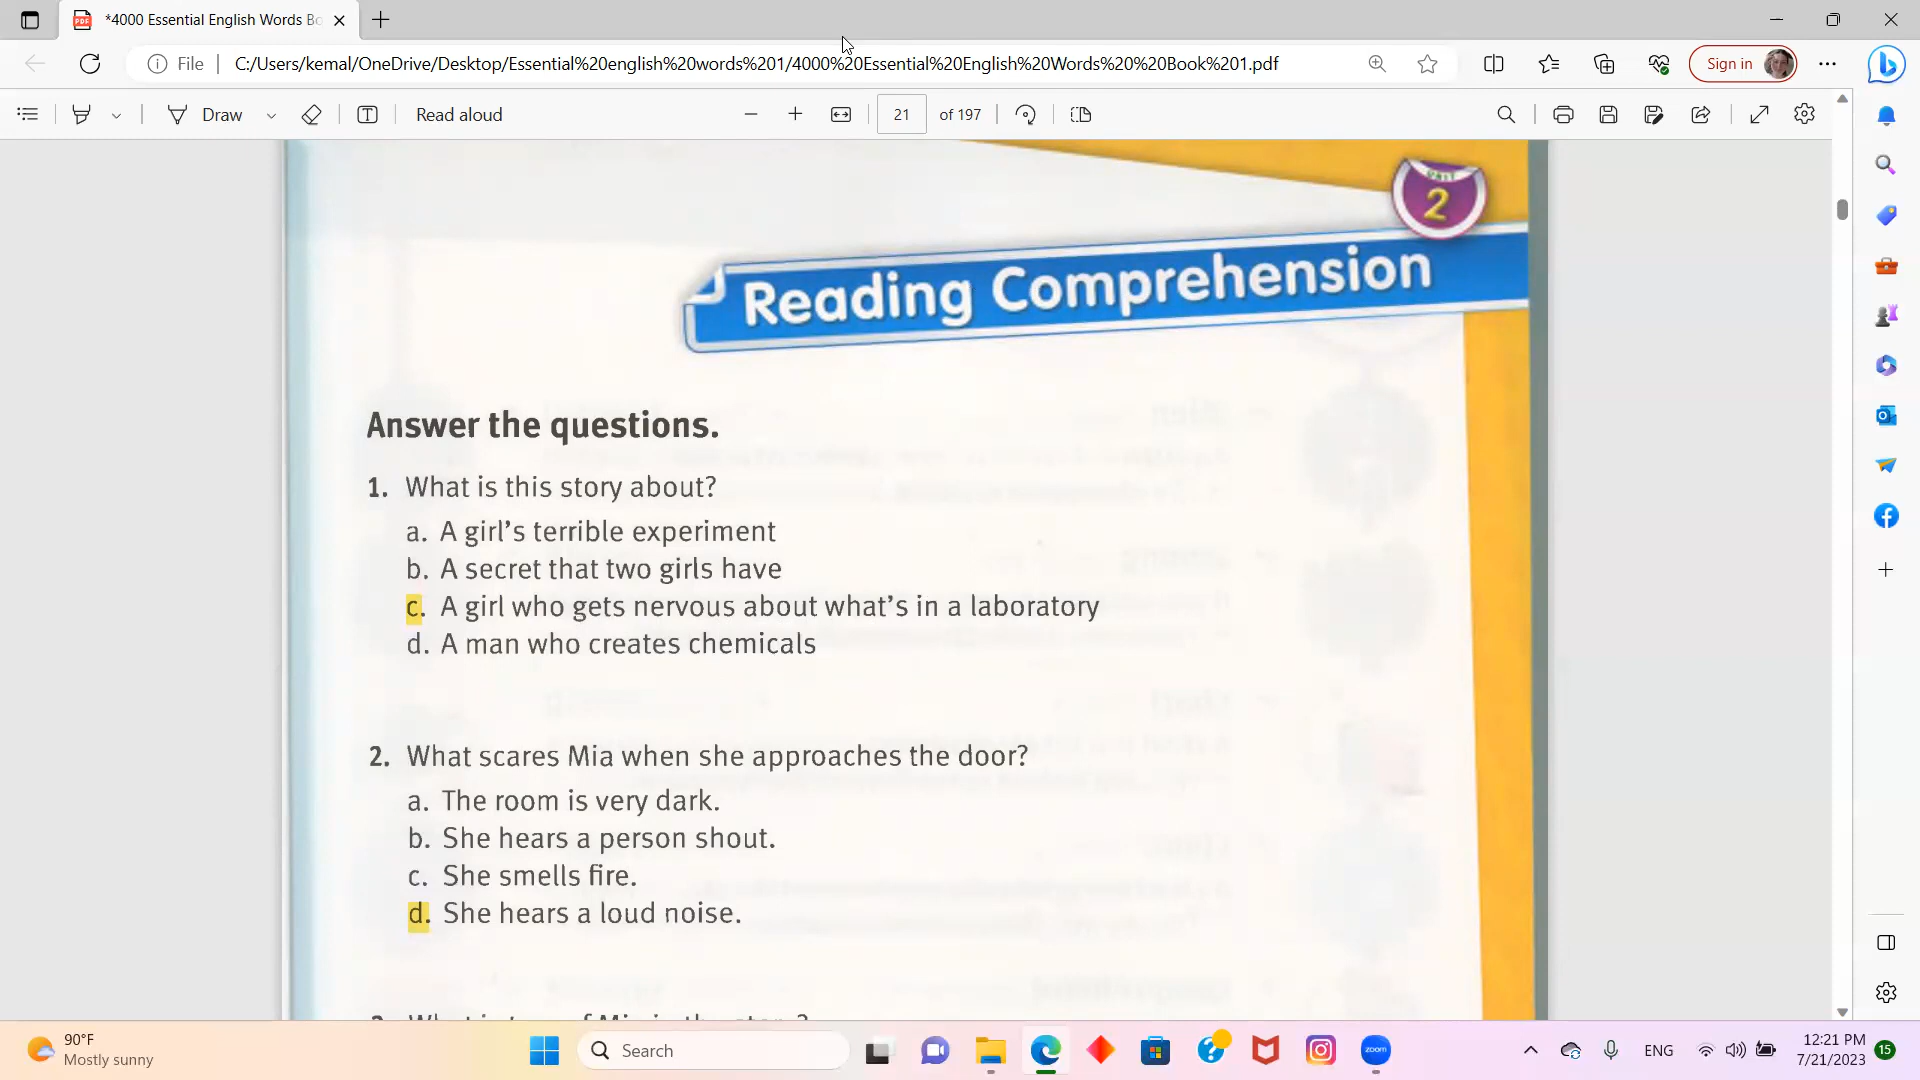 *4000 Essential English Words Bo
File
C:/Users/kemal/OneDrive/Desktop/Essential%20english%20words%201/4000%20Essential%20English%20Words%20%20Book%201.pdf
Sign in
Draw
Read aloud
21 of 197
UNIT
2
Reading Comprehension
Answer the questions.
1. What is this story about?
a. A girl's terrible experiment
b. A secret that two girls have
c. A girl who gets nervous about what's in a laboratory
d. A man who creates chemicals
2. What scares Mia when she approaches the door?
a. The room is very dark.
b. She hears a person shout.
c. She smells fire.
d. She hears a loud noise.
90°F
Mostly sunny
Search
zoom
ENG
12:21 PM
7/21/2023
15